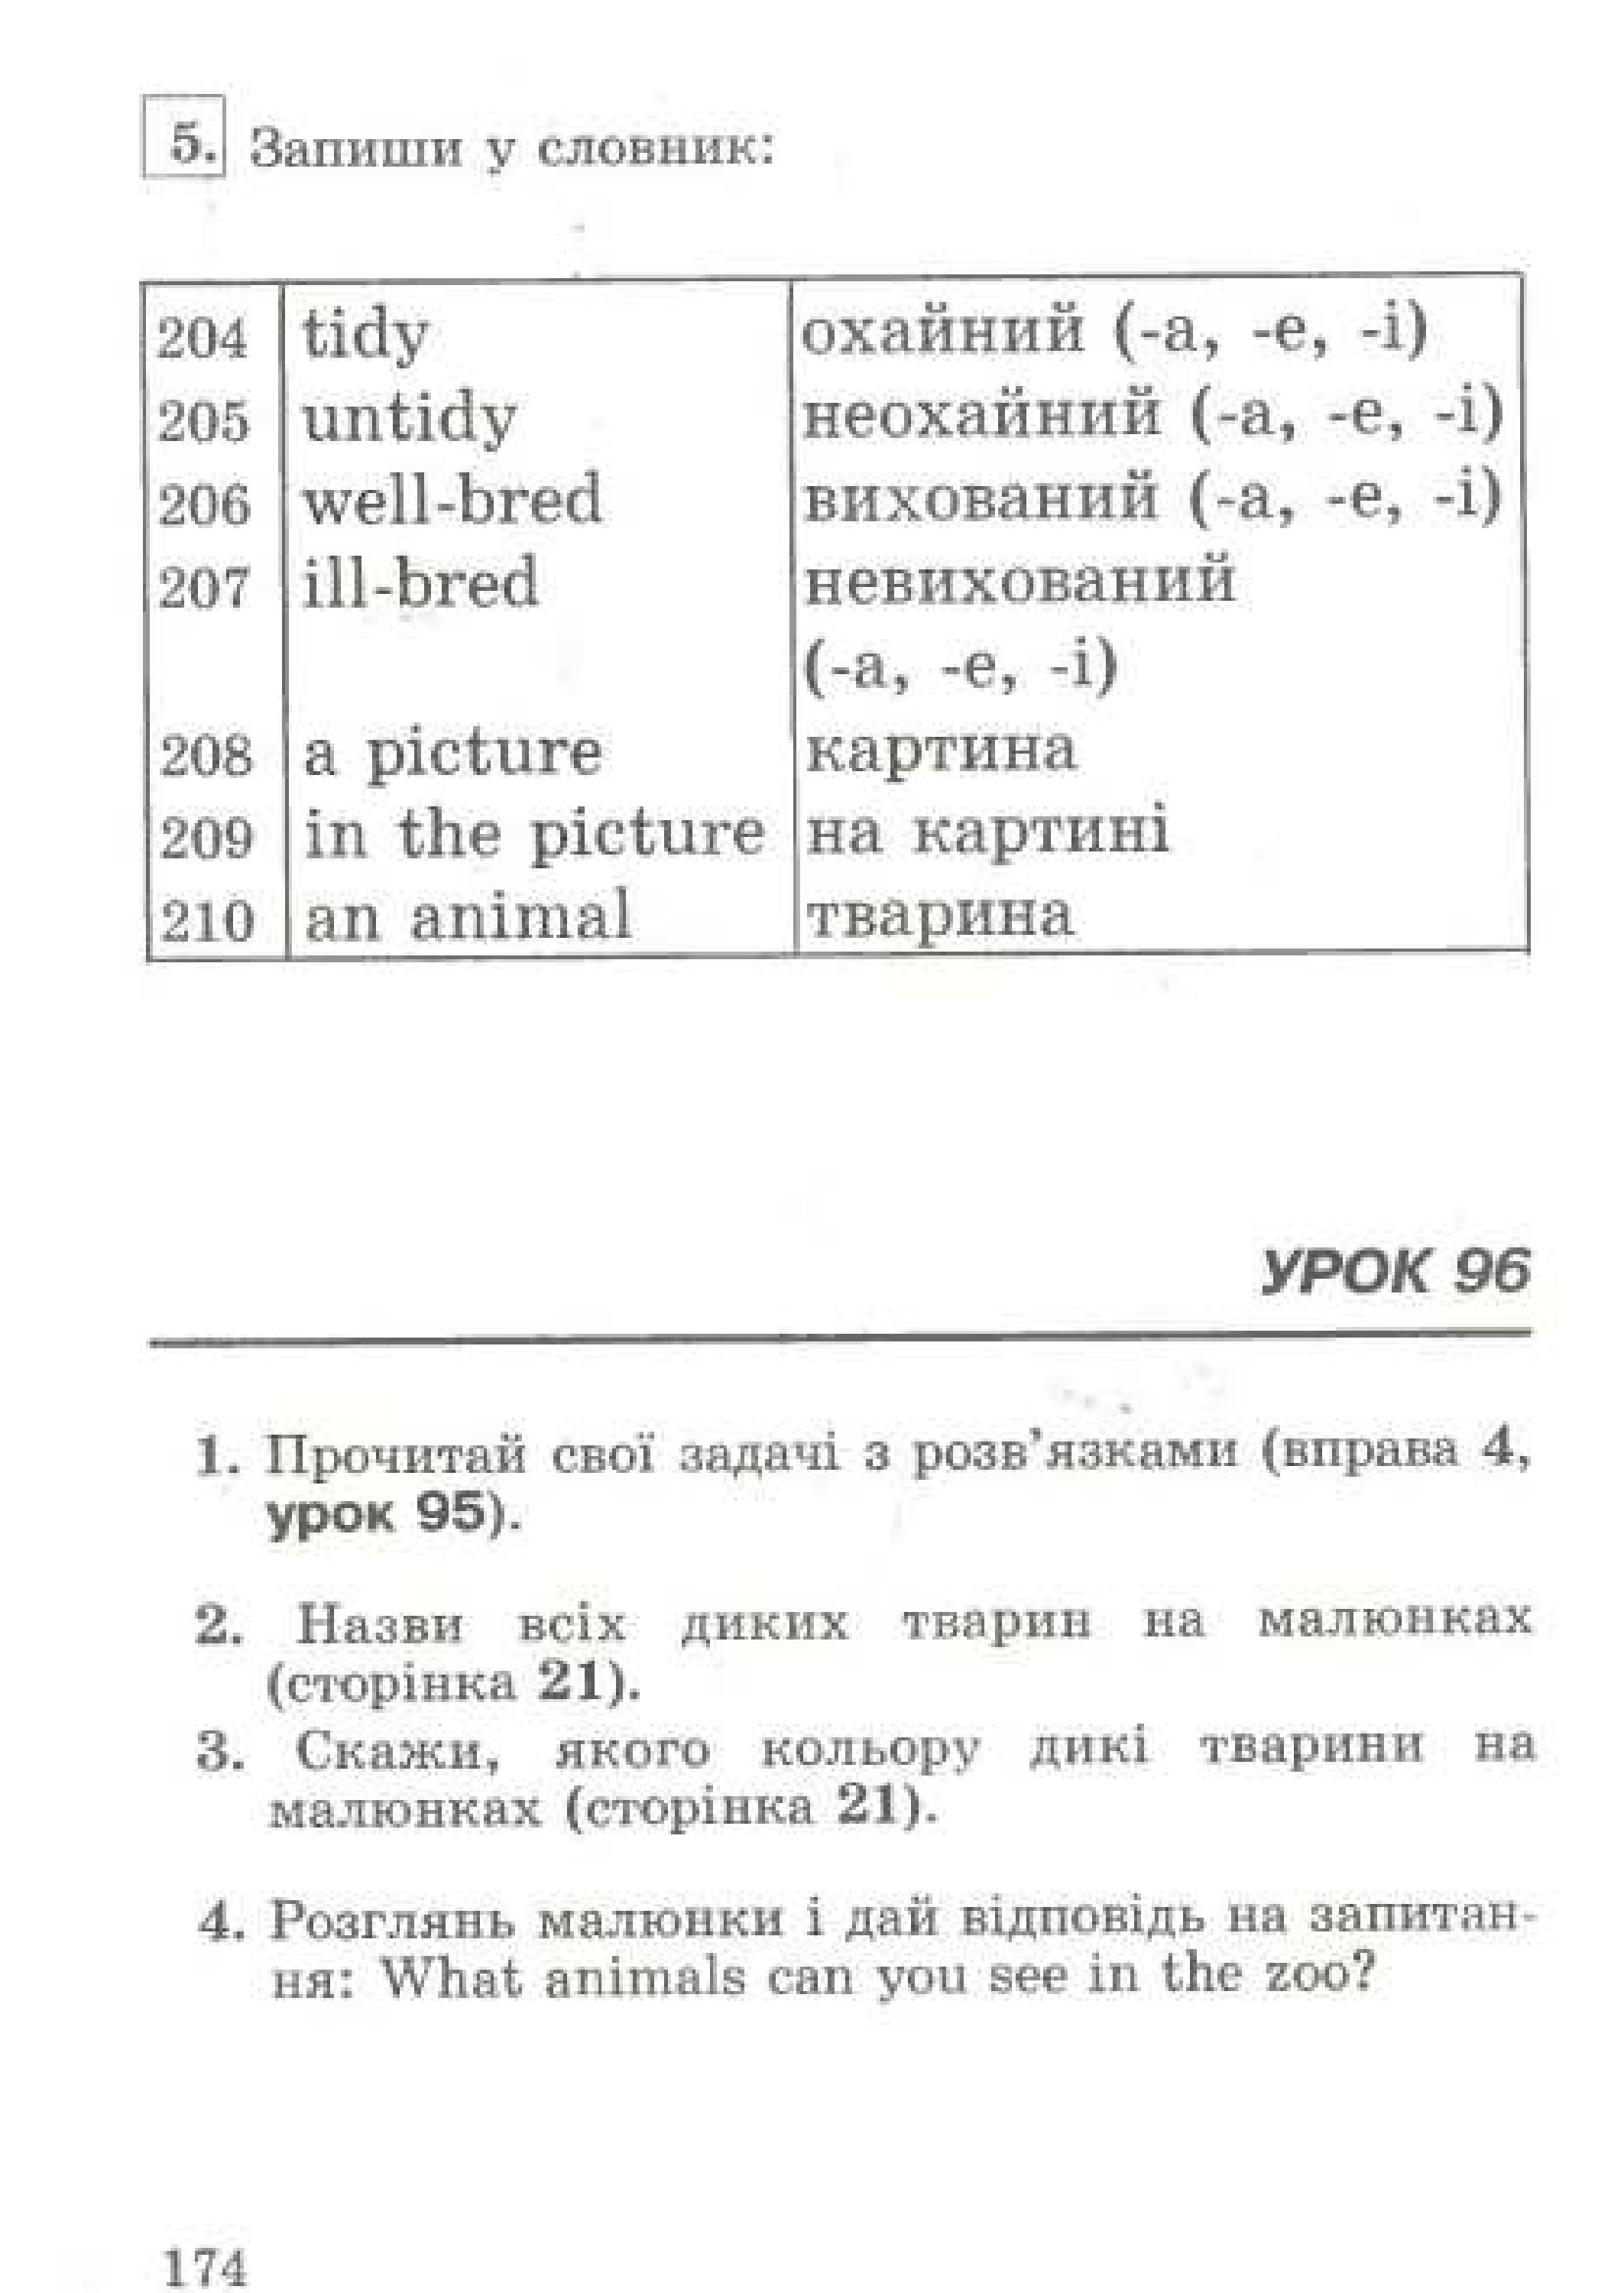 5. Запиши у словник:
204 tidy охайний (-а, -е, -і)
205 untidy неохайний (-а, -е, -і)
206 well-bred вихований (-а, -е, -і)
207 ill-bred невихований
(-а, -е, -і)
208 a picture картина
209 in the picture на картині
210 an animal тварина
УРОК 96
1. Прочитай свої задачі з розв’язками (вправа 4,
урок 95).
2. Назви всіх диких тварин на малюнках
(сторінка 21).
3. Скажи, якого кольору дикі тварини на
малюнках (сторінка 21).
4. Розглянь малюнки і дай відповідь на запитан-
ня: What animals can you see in the zoo?
174